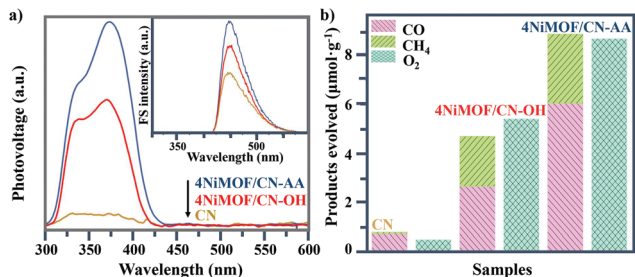 a)
Photovoltage (a.u.)
FS intensity (a.u.)
350 500
Wavelength (nm)
4NiMOF/CN-AA
4NiMOF/CN-OH
CN
300 350 400 450 500 550 600
Wavelength (nm)
b)
Products evolved (μmol·g⁻¹)
8
6
4
2
0
CO
CH₄
O₂
4NiMOF/CN-AA
4NiMOF/CN-OH
CN
Samples